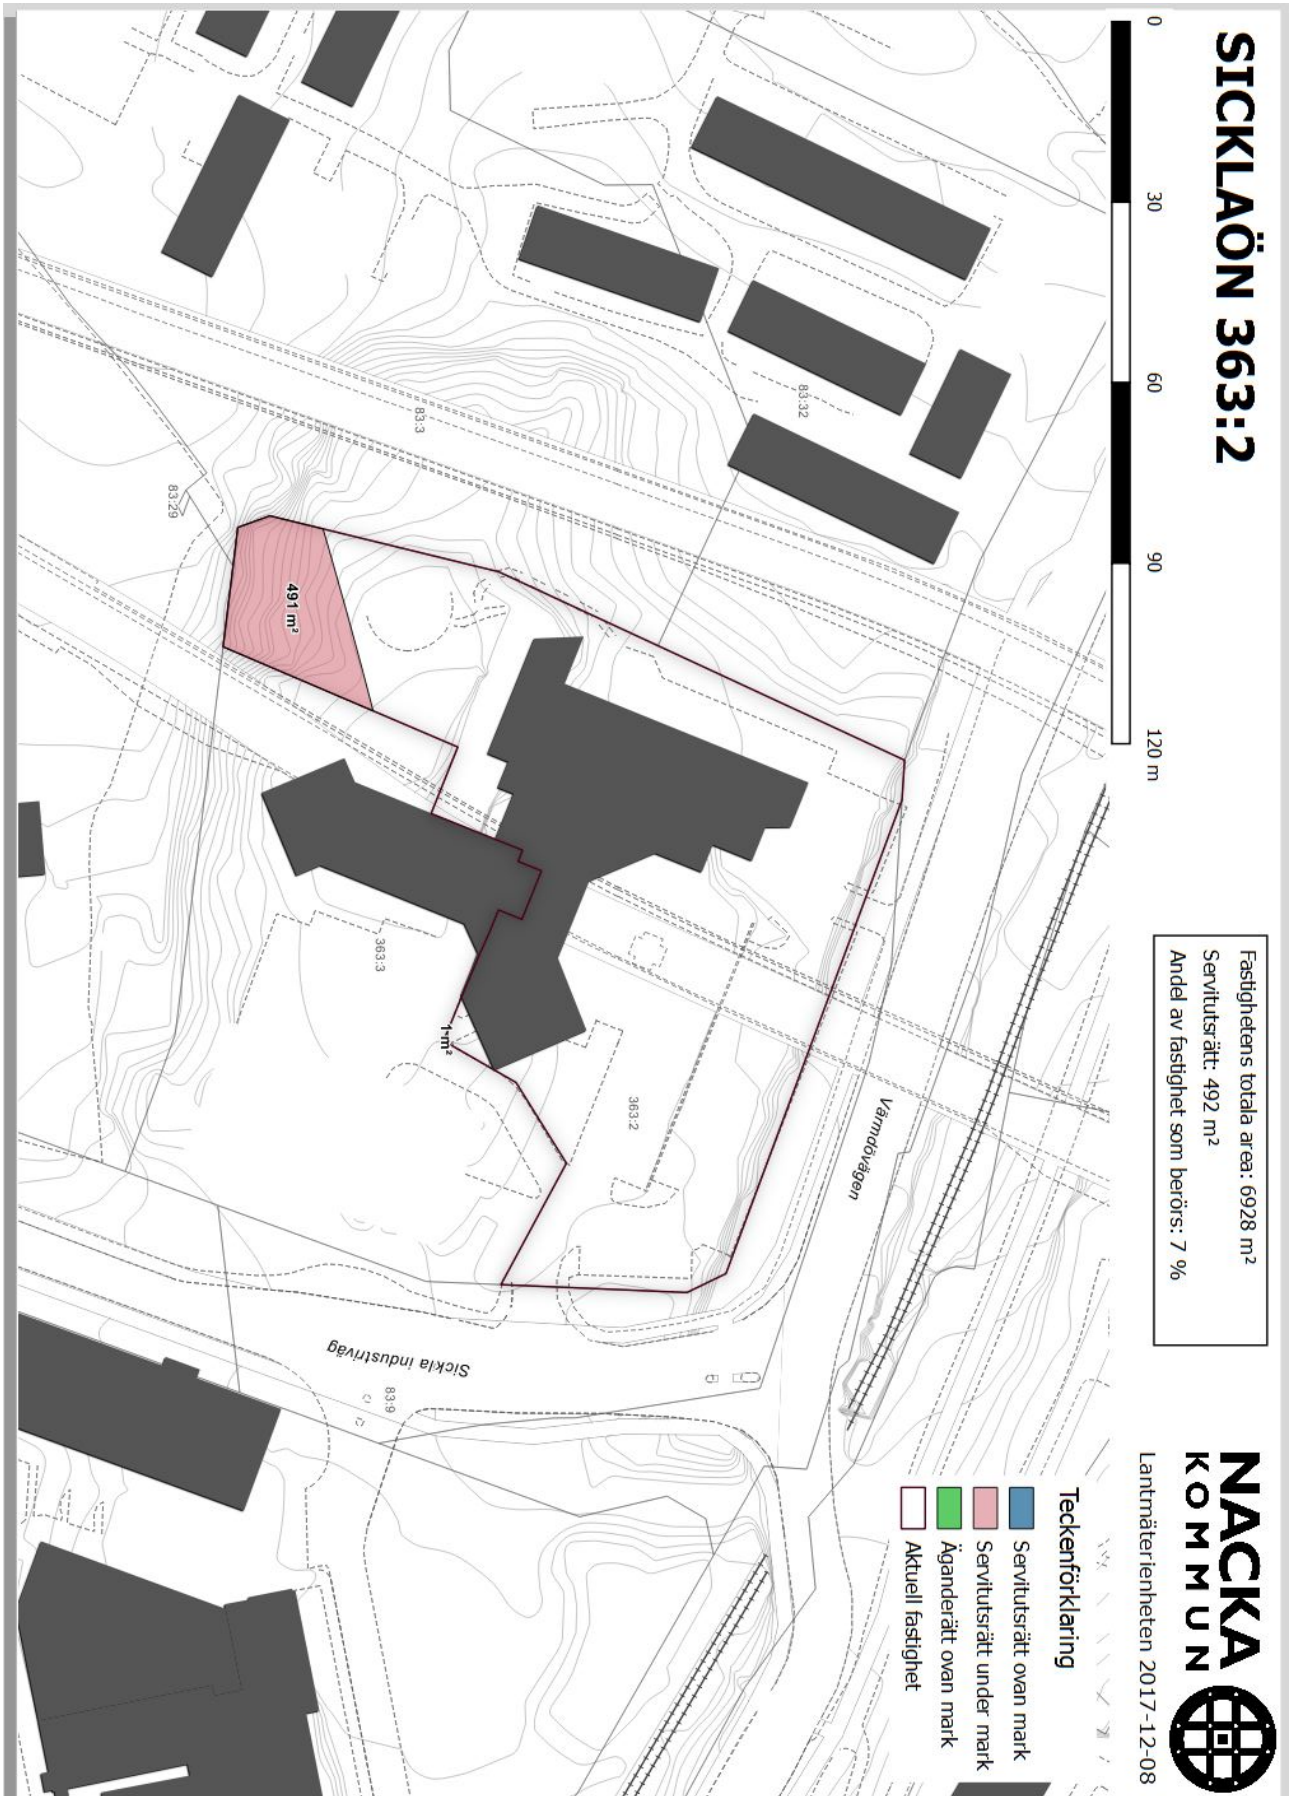 SICKLAÖN 363:2
0 30 60 90 120 m
Fastighetens totala area: 6928 m²
Servitutsrätt: 492 m²
Andel av fastighet som berörs: 7 %
NACKA
KOMMUN
Lantmäterienheten 2017-12-08
Teckenförklaring
Servitutsrätt ovan mark
Servitutsrätt under mark
Äganderätt ovan mark
Aktuell fastighet
83:32
83:3
83:29
491 m²
363:3
1 m²
363:2
Värmdövägen
Sickla industriväg
83:9